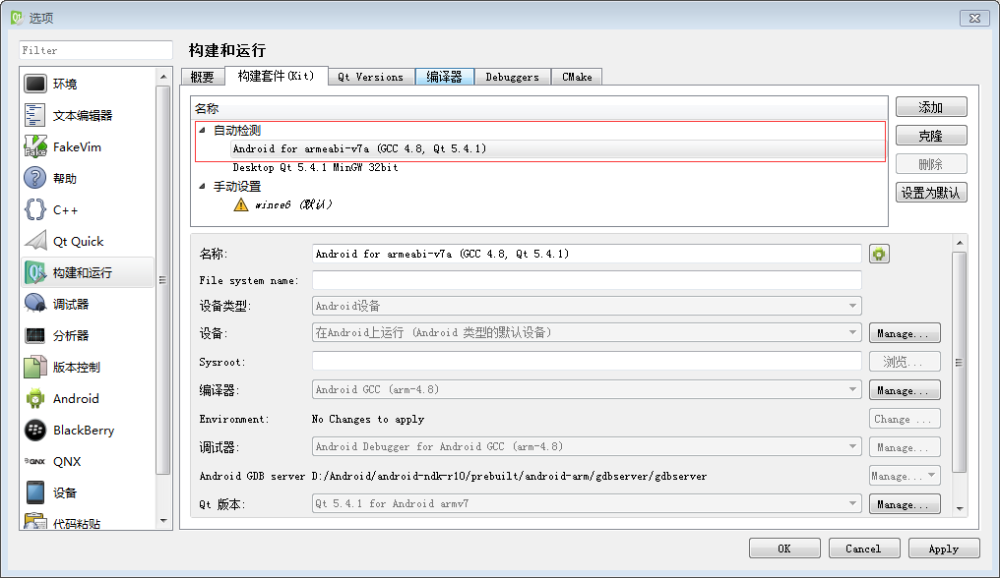 选项
Filter
环境
文本编辑器
FakeVim
帮助
C++
Qt Quick
构建和运行
调试器
分析器
版本控制
Android
BlackBerry
QNX
设备
代码粘贴
构建和运行
概要 构建套件(Kit) Qt Versions 编译器 Debuggers CMake
名称
自动检测
Android for armeabi-v7a (GCC 4.8, Qt 5.4.1)
Desktop Qt 5.4.1 MinGW 32bit
手动设置
wince6 (默认)
添加
克隆
删除
设置为默认
名称: Android for armeabi-v7a (GCC 4.8, Qt 5.4.1)
File system name:
设备类型: Android设备
设备: 在Android上运行 (Android 类型的默认设备) Manage...
Sysroot: 浏览...
编译器: Android GCC (arm-4.8) Manage...
Environment: No Changes to apply Change ...
调试器: Android Debugger for Android GCC (arm-4.8) Manage...
Android GDB server D:/Android/android-ndk-r10/prebuilt/android-arm/gdbserver/gdbserver Manage...
Qt 版本: Qt 5.4.1 for Android armv7 Manage...
OK Cancel Apply